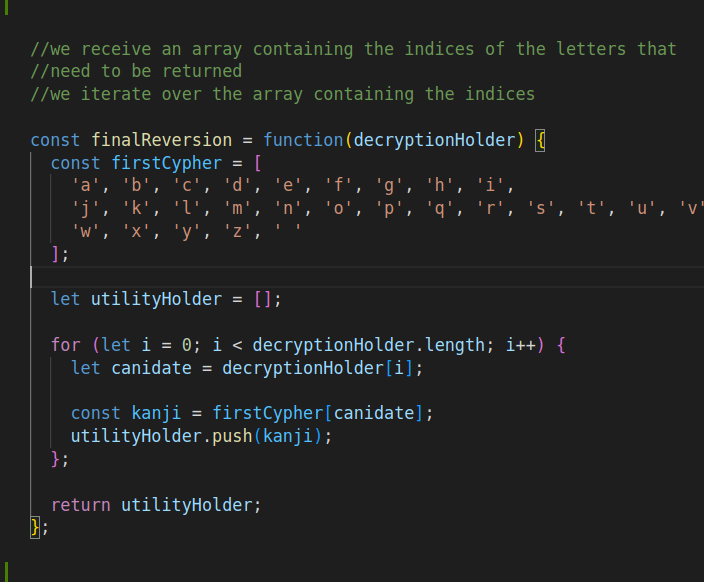 //we receive an array containing the indices of the letters that
//need to be returned
//we iterate over the array containing the indices
const finalReversion = function(decryptionHolder) {
const firstCypher = [
'a', 'b', 'c', 'd', 'e', 'f', 'g', 'h', 'i',
'j', 'k', 'l', 'm', 'n', 'o', 'p', 'q', 'r', 's', 't', 'u', 'v'
'w', 'x', 'y', 'z', ' '
];
let utilityHolder = [];
for (let i = 0; i < decryptionHolder.length; i++) {
let canidate = decryptionHolder[i];
const kanji = firstCypher[canidate];
utilityHolder.push(kanji);
};
return utilityHolder;
};